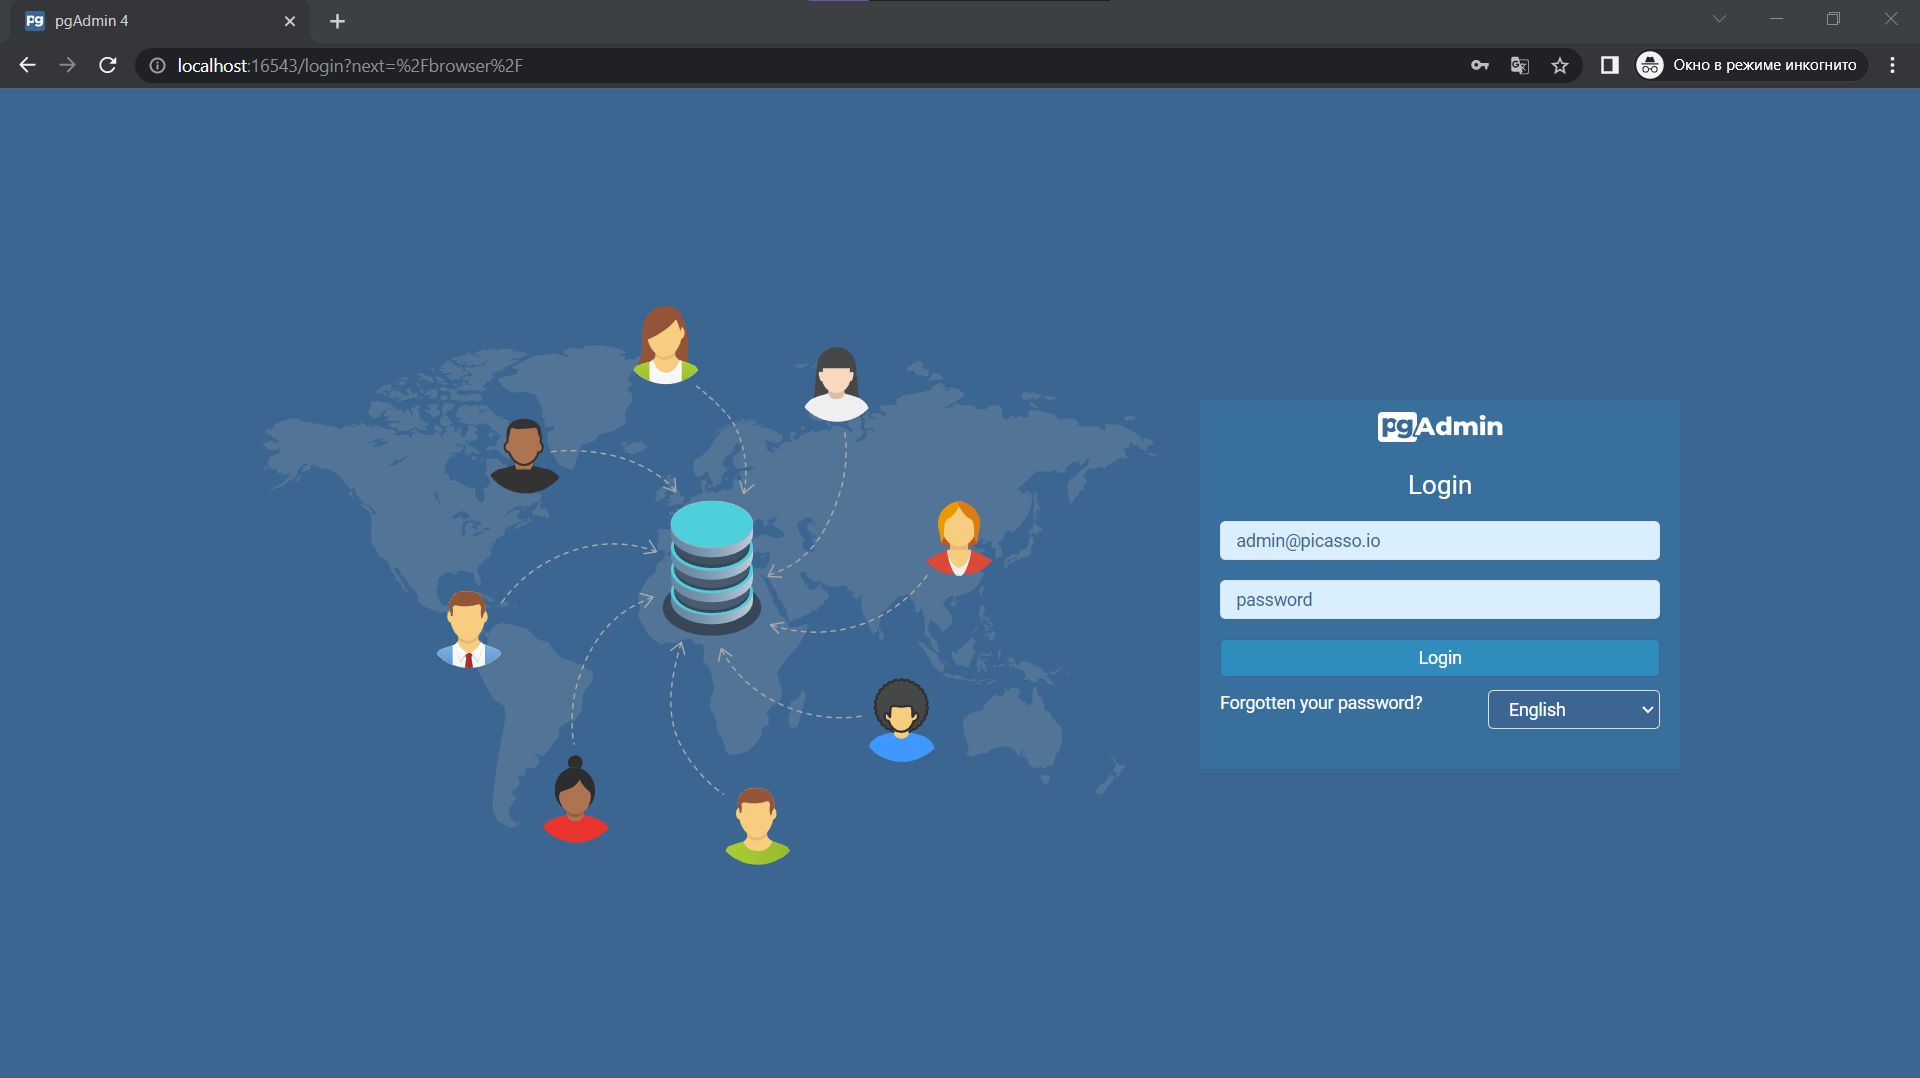 pg pgAdmin 4
localhost:16543/login?next=%2Fbrowser%2F
Окно в режиме инкогнито
pgAdmin
Login
admin@picasso.io
password
Login
Forgotten your password?
English